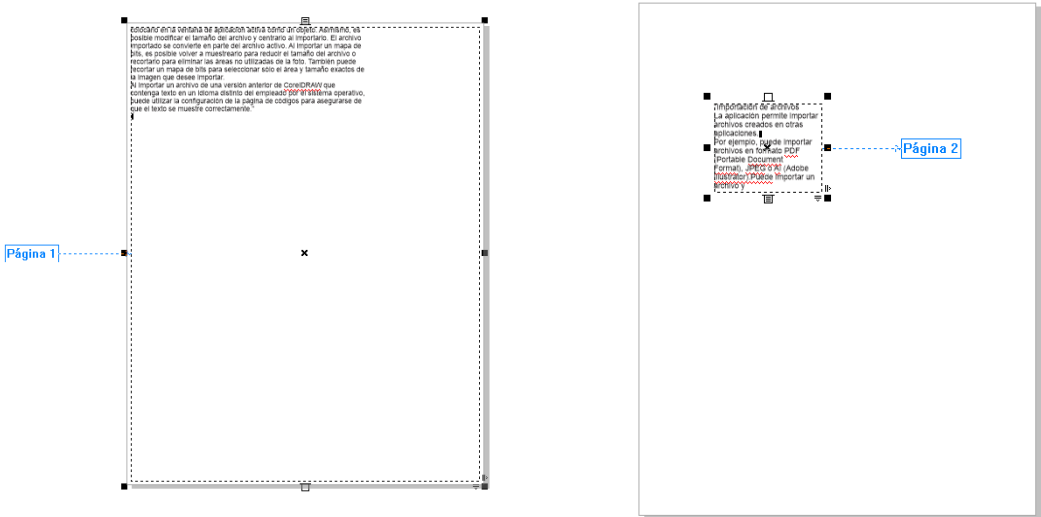 colocarlo en la ventana de aplicación activa como un objeto. Asimismo, es
posible modificar el tamaño del archivo y centrarlo al importarlo. El archivo
importado se convierte en parte del archivo activo. Al importar un mapa de
bits, es posible volver a muestrearlo para reducir el tamaño del archivo o
recortarlo para eliminar las áreas no utilizadas de la foto. También puede
recortar un mapa de bits para seleccionar sólo el área y tamaño exactos de
la imagen que desee importar.
Al importar un archivo de una versión anterior de CorelDRAW que
contenga texto en un idioma distinto del empleado por el sistema operativo,
puede utilizar la configuración de la página de códigos para asegurarse de
que el texto se muestre correctamente."
Página 1
"Importación de archivos
La aplicación permite importar
archivos creados en otras
aplicaciones.
Por ejemplo, puede importar
archivos en formato PDF
(Portable Document
Format), JPEG o AI (Adobe
Illustrator).Puede importar un
archivo y
Página 2